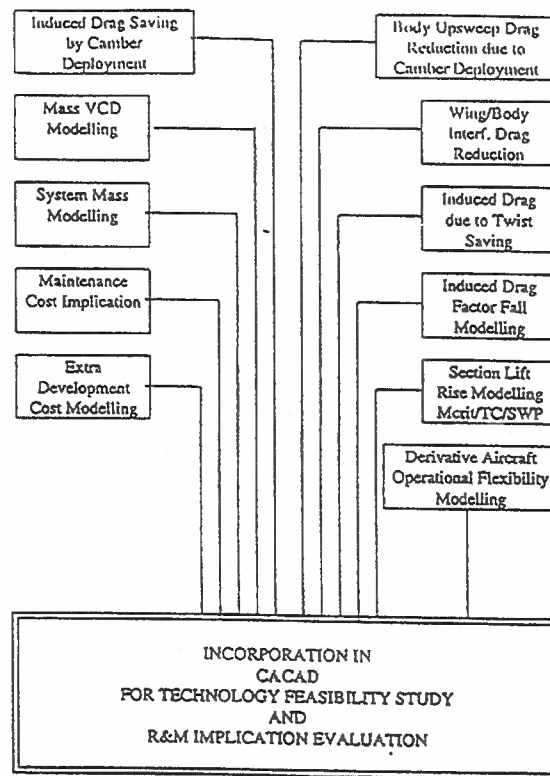 Induced Drag Saving
by Camber
Deployment
Mass VCD
Modelling
System Mass
Modelling
Maintenance
Cost Implication
Extra
Development
Cost Modelling
Body Upsweep Drag
Reduction due to
Camber Deployment
Wing/Body
Interf. Drag
Reduction
Induced Drag
due to Twist
Saving
Induced Drag
Factor Fall
Modelling
Section Lift
Rise Modelling
Merit/TC/SWP
Derivative Aircraft
Operational Flexibility
Modelling
INCORPORATION IN
CACAD
FOR TECHNOLOGY FEASIBILITY STUDY
AND
R&M IMPLICATION EVALUATION